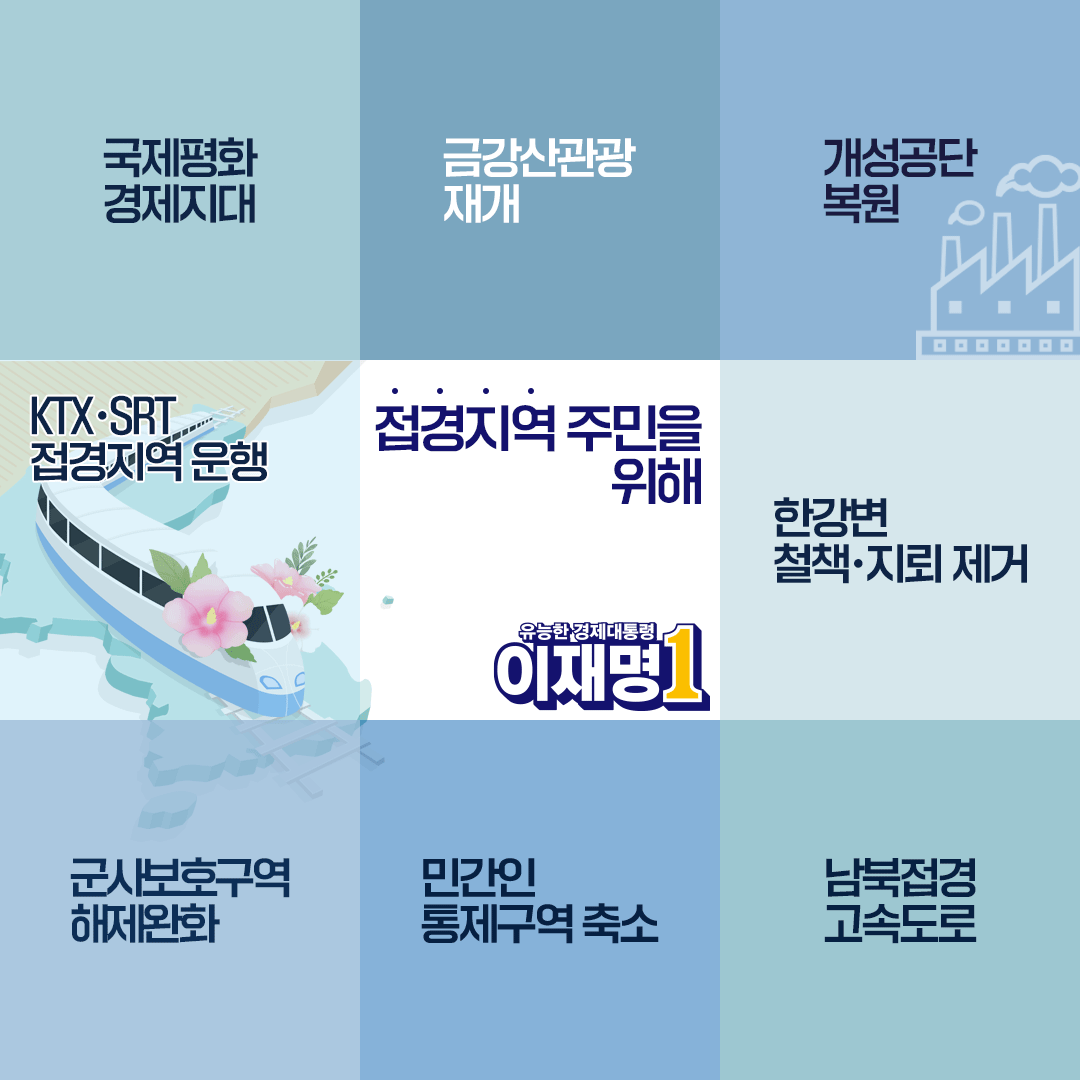 국제평화
경제지대
금강산관광
재개
개성공단
복원
KTX·SRT
접경지역 운행
접경지역 주민을
위해
유능한 경제대통령
이재명1
한강변
철책·지뢰 제거
군사보호구역
해제완화
민간인
통제구역 축소
남북접경
고속도로